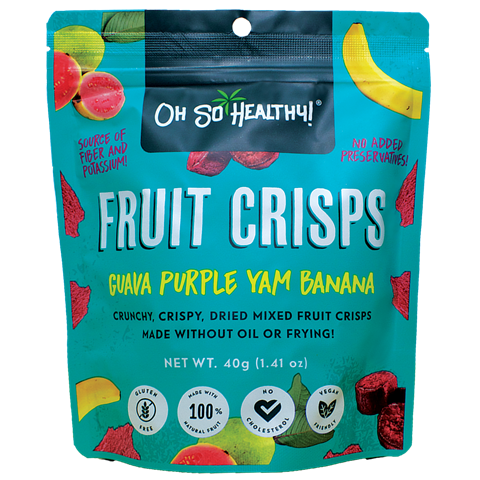 OH SO HEALTHY!®
SOURCE OF
FIBER AND
POTASSIUM!
NO ADDED
PRESERVATIVES!
FRUIT CRISPS
GUAVA PURPLE YAM BANANA
CRUNCHY, CRISPY, DRIED MIXED FRUIT CRISPS
MADE WITHOUT OIL OR FRYING!
NET WT. 40g (1.41 oz)
GLUTEN
FREE
MADE WITH
100%
NATURAL FRUIT
NO
CHOLESTEROL
VEGAN
FRIENDLY